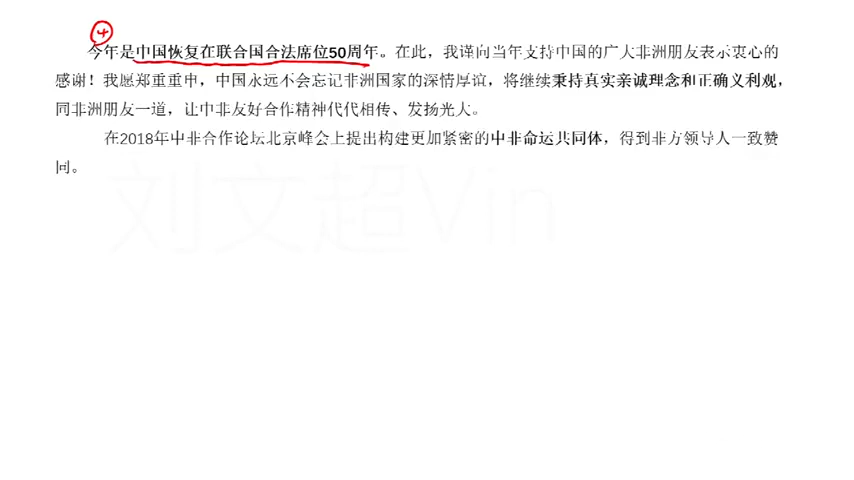 4
今年是中国恢复在联合国合法席位50周年。在此，我谨向当年支持中国的广大非洲朋友表示衷心的
感谢！我愿郑重重申，中国永远不会忘记非洲国家的深情厚谊，将继续秉持真实亲诚理念和正确义利观，
同非洲朋友一道，让中非友好合作精神代代相传、发扬光大。
在2018年中非合作论坛北京峰会上提出构建更加紧密的中非命运共同体，得到非方领导人一致赞
同。
刘文超Vin